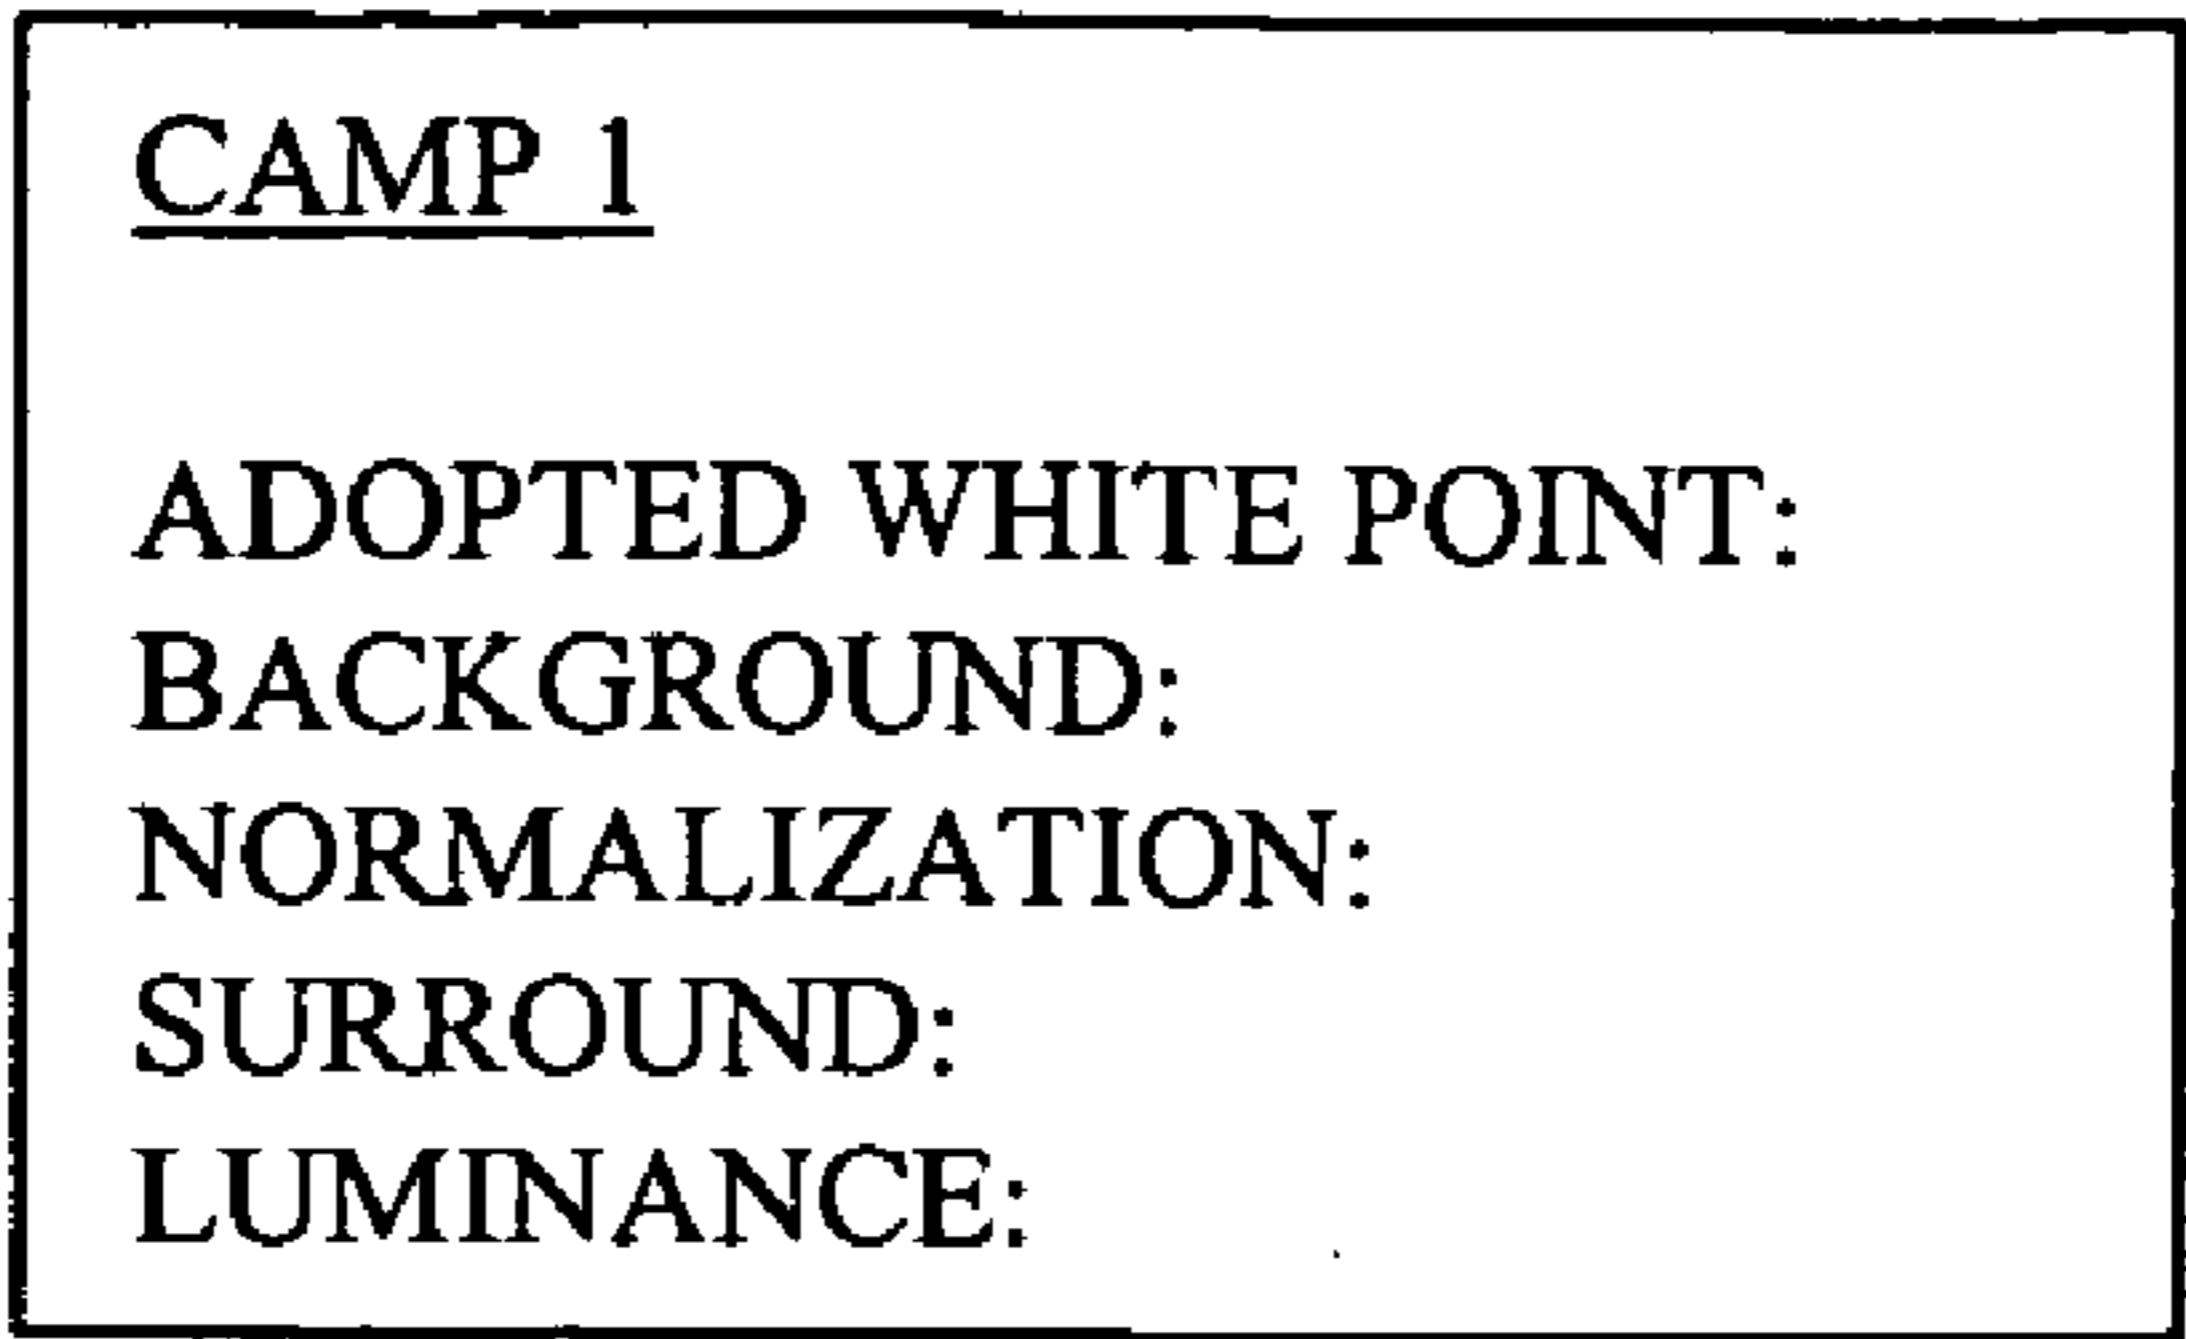 CAMP 1
ADOPTED WHITE POINT:
BACKGROUND:
NORMALIZATION:
SURROUND:
LUMINANCE: